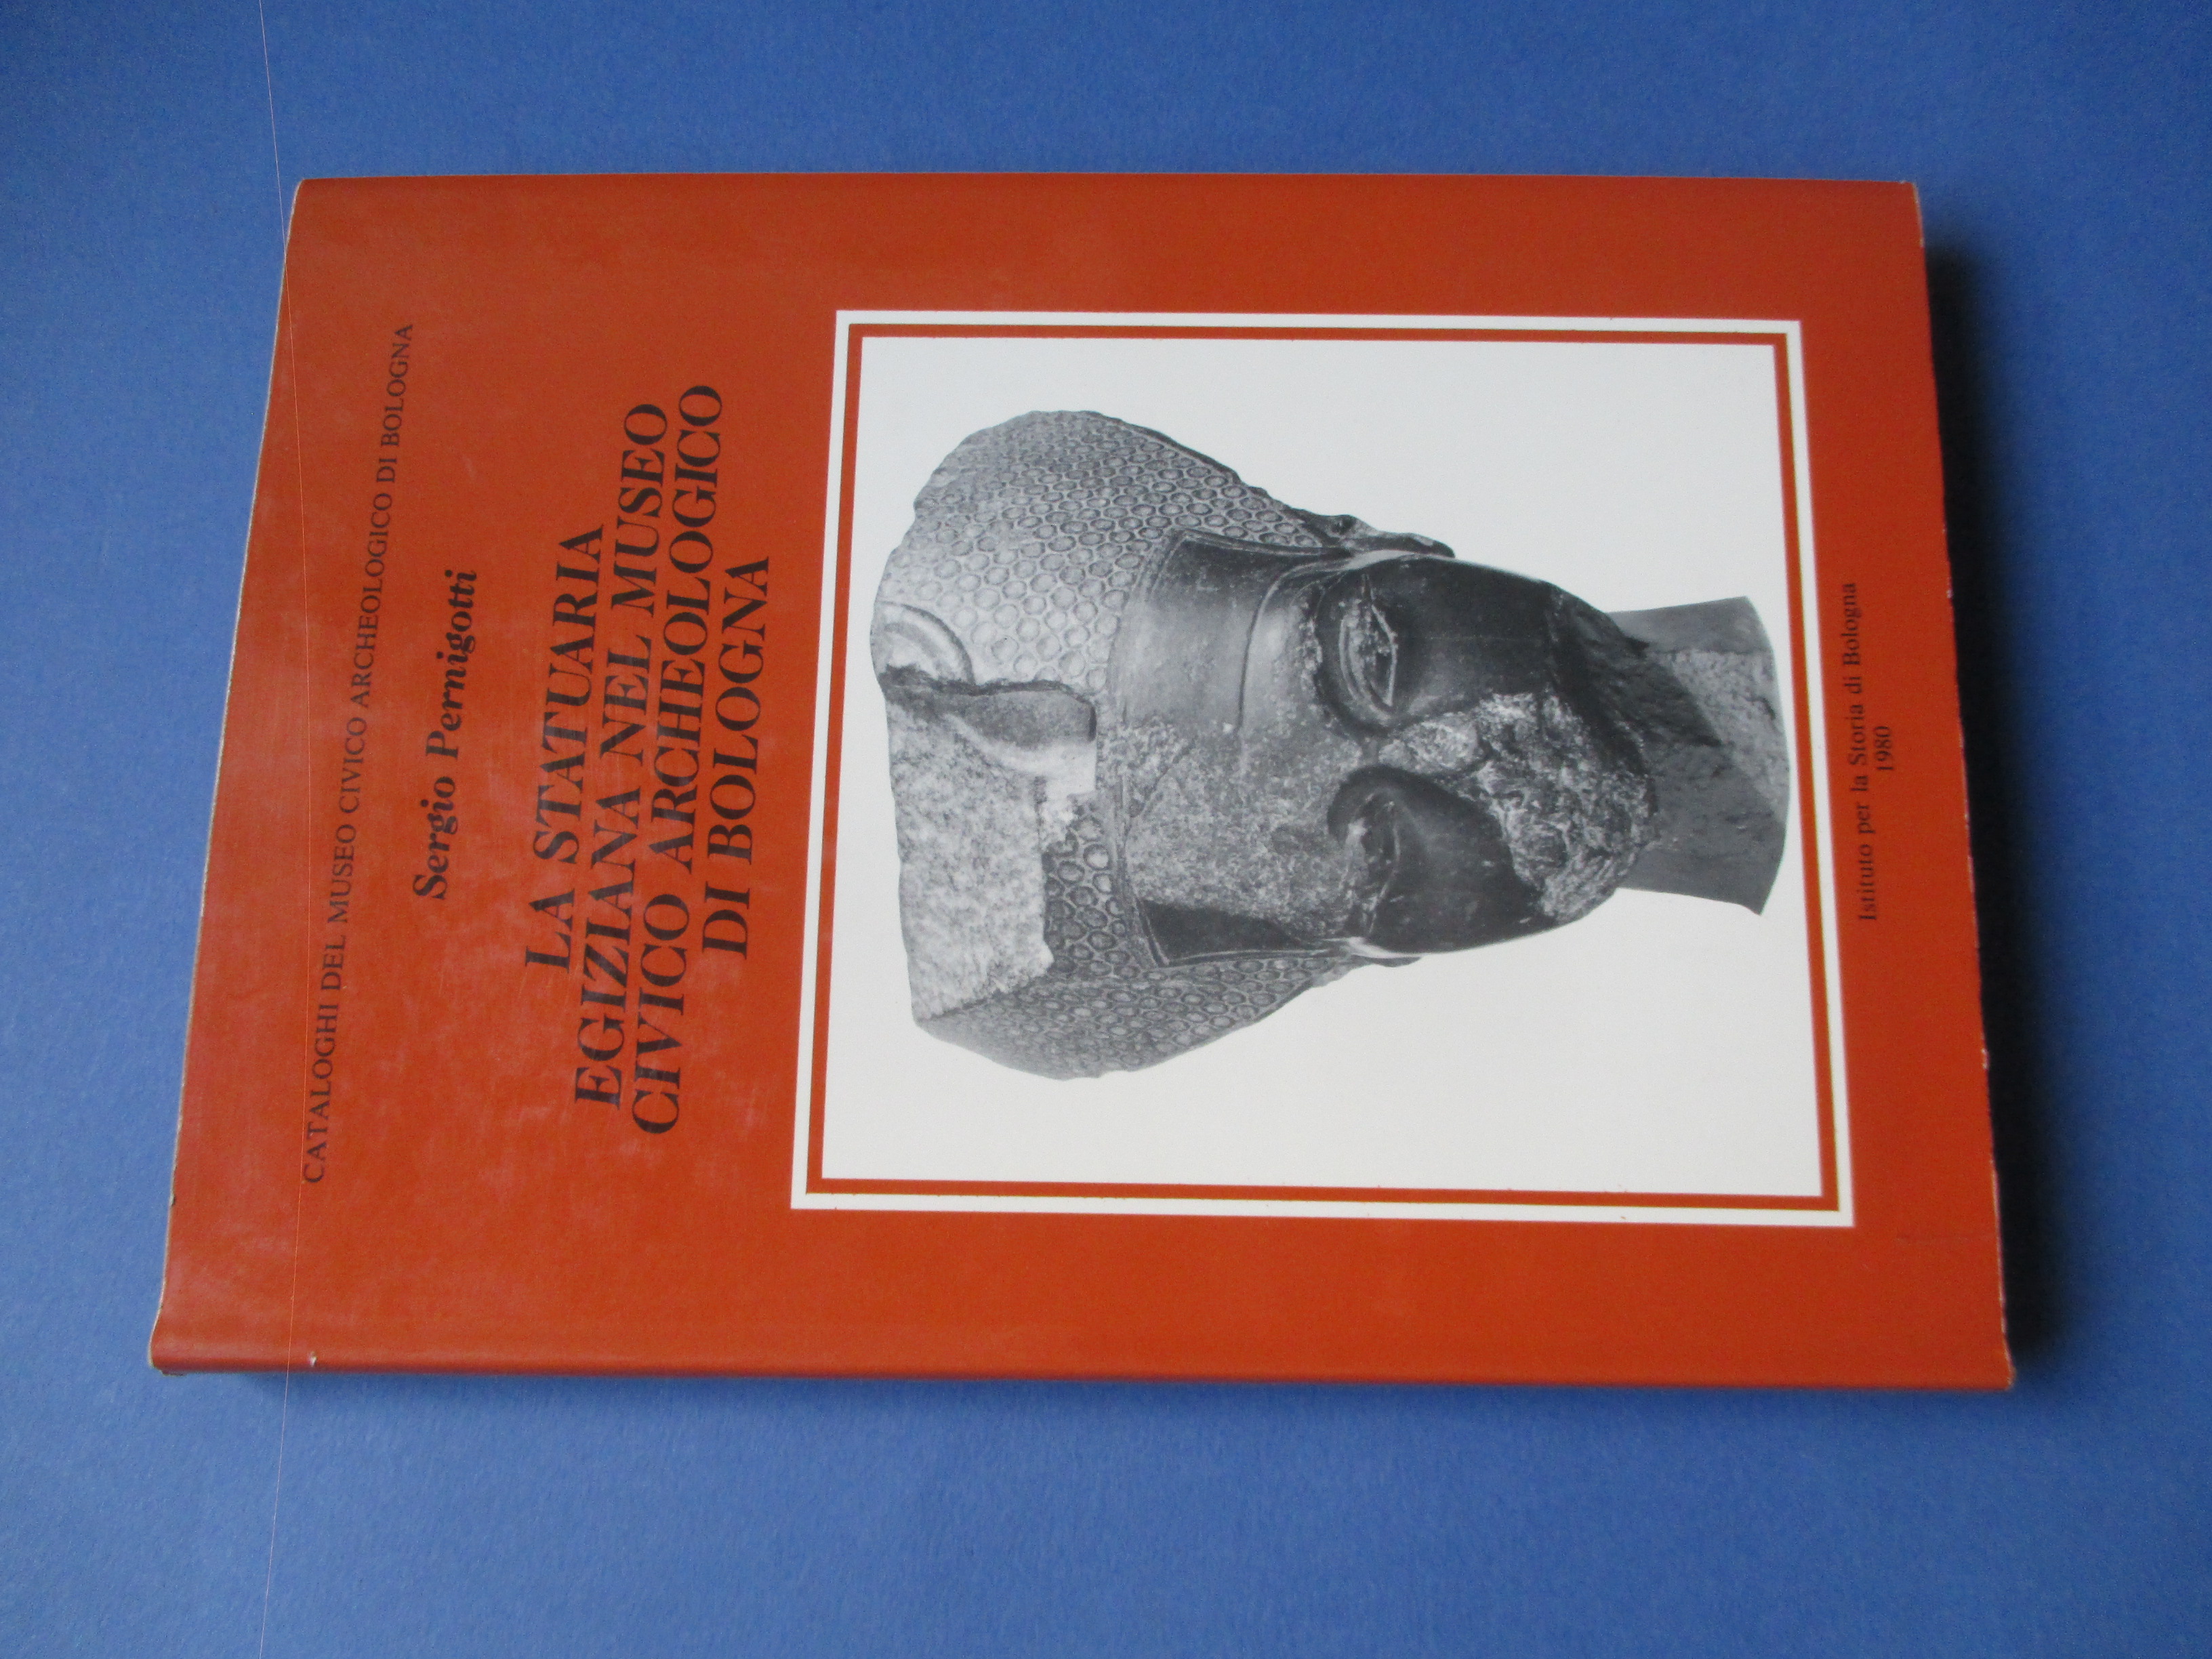 CATALOGHI DEL MUSEO CIVICO ARCHEOLOGICO DI BOLOGNA
Sergio Pernigotti
LA STATUARIA
EGIZIANA NEL MUSEO
CIVICO ARCHEOLOGICO
DI BOLOGNA
Istituto per la Storia di Bologna
1980